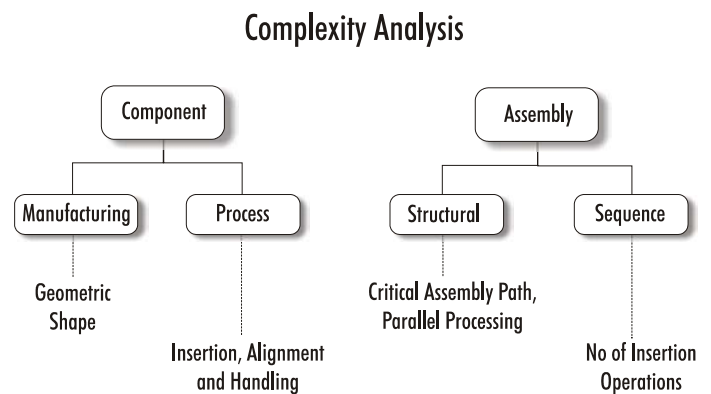 Complexity Analysis
Component
Assembly
Manufacturing
Process
Structural
Sequence
Geometric
Shape
Critical Assembly Path,
Parallel Processing
Insertion, Alignment
and Handling
No of Insertion
Operations